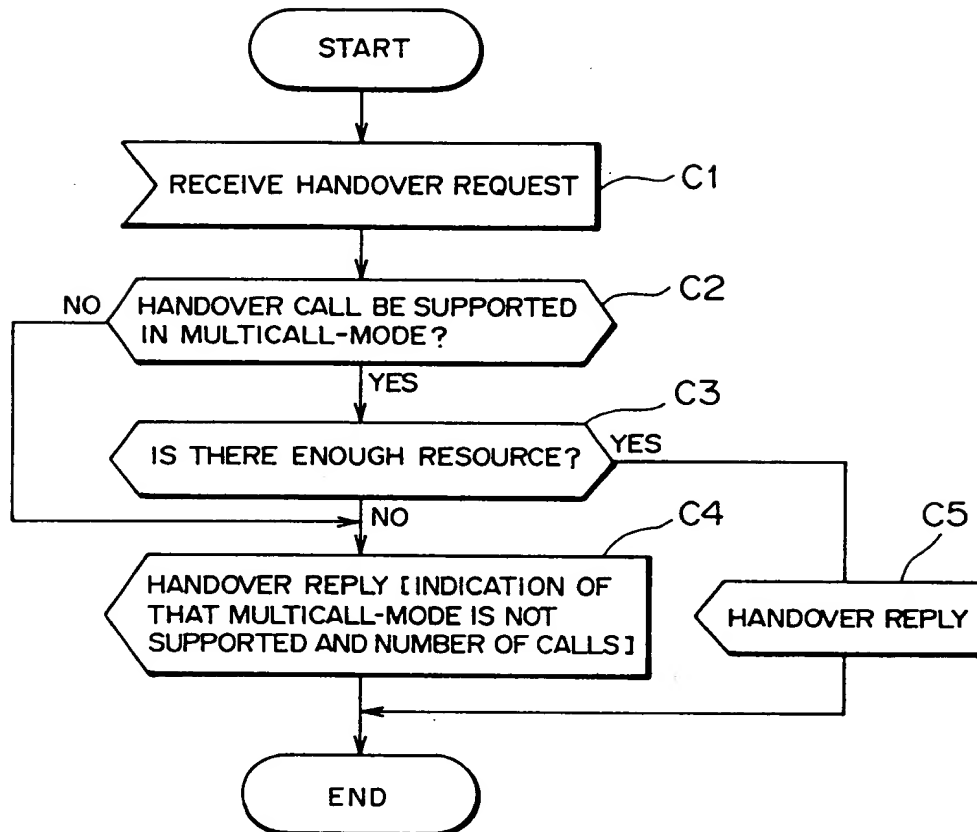 START
RECEIVE HANDOVER REQUEST
C1
C2
NO
HANDOVER CALL BE SUPPORTED
IN MULTICALL-MODE?
YES
C3
IS THERE ENOUGH RESOURCE?
YES
NO
C4
C5
HANDOVER REPLY [INDICATION OF
THAT MULTICALL-MODE IS NOT
SUPPORTED AND NUMBER OF CALLS]
HANDOVER REPLY
END